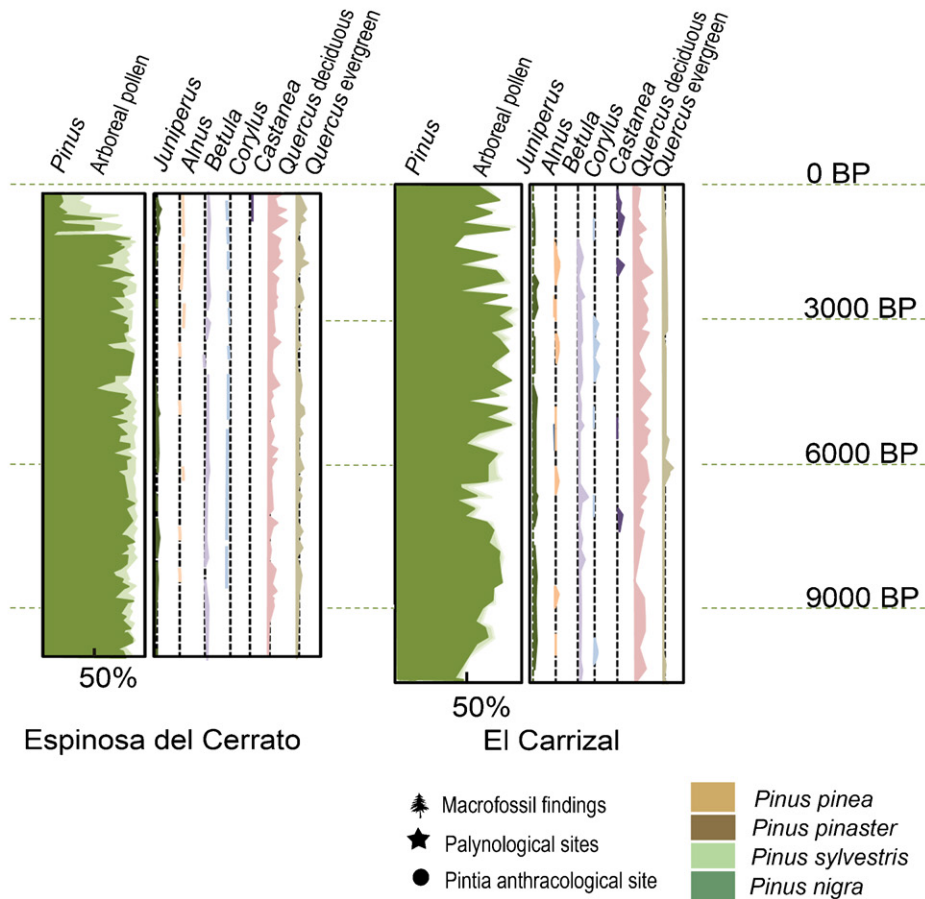 Pinus
Arboreal pollen
Juniperus
Alnus
Betula
Corylus
Castanea
Quercus deciduous
Quercus evergreen
Pinus
Arboreal pollen
Juniperus
Alnus
Betula
Corylus
Castanea
Quercus deciduous
Quercus evergreen
0 BP
3000 BP
6000 BP
9000 BP
50%
50%
Espinosa del Cerrato
El Carrizal
Macrofossil findings
Palynological sites
Pintia anthracological site
Pinus pinea
Pinus pinaster
Pinus sylvestris
Pinus nigra